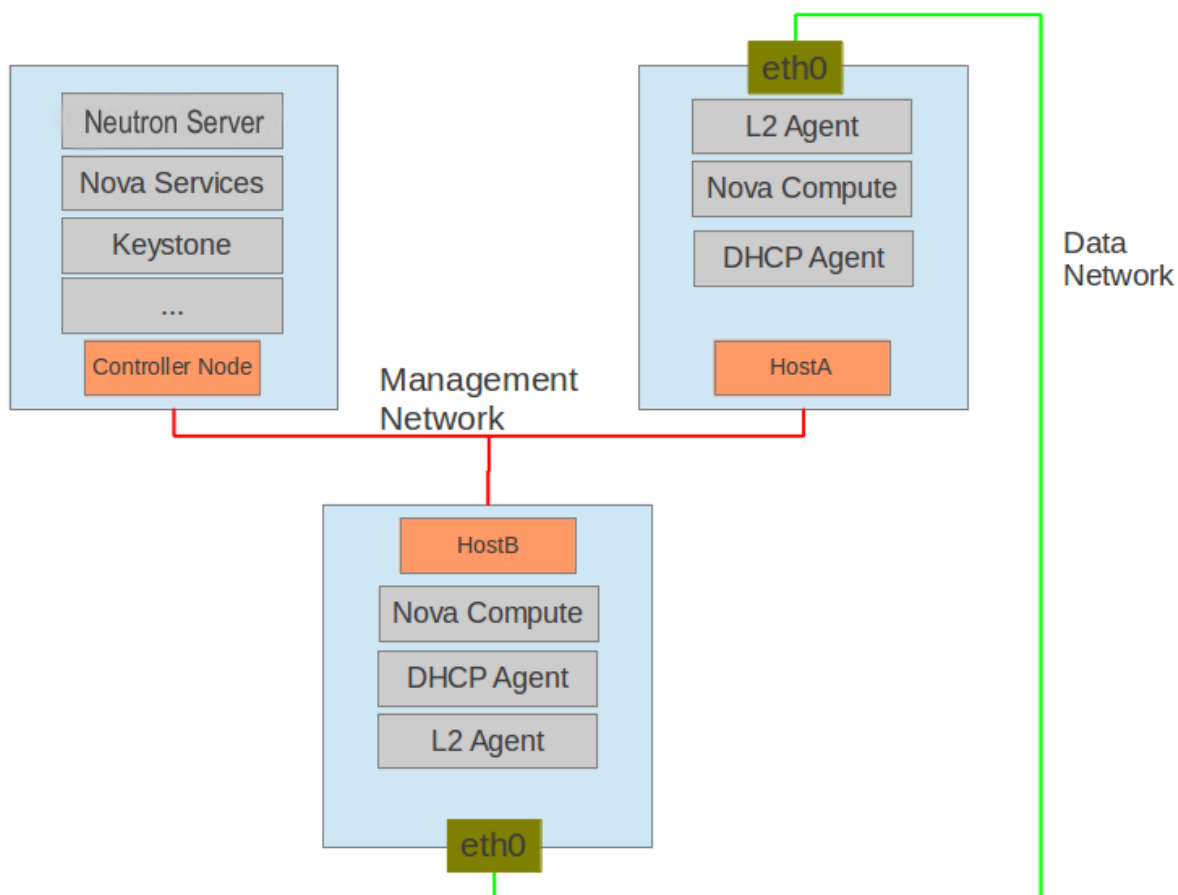 eth0
Neutron Server
Nova Services
Keystone
...
Controller Node
L2 Agent
Nova Compute
DHCP Agent
HostA
Data
Network
Management
Network
HostB
Nova Compute
DHCP Agent
L2 Agent
eth0